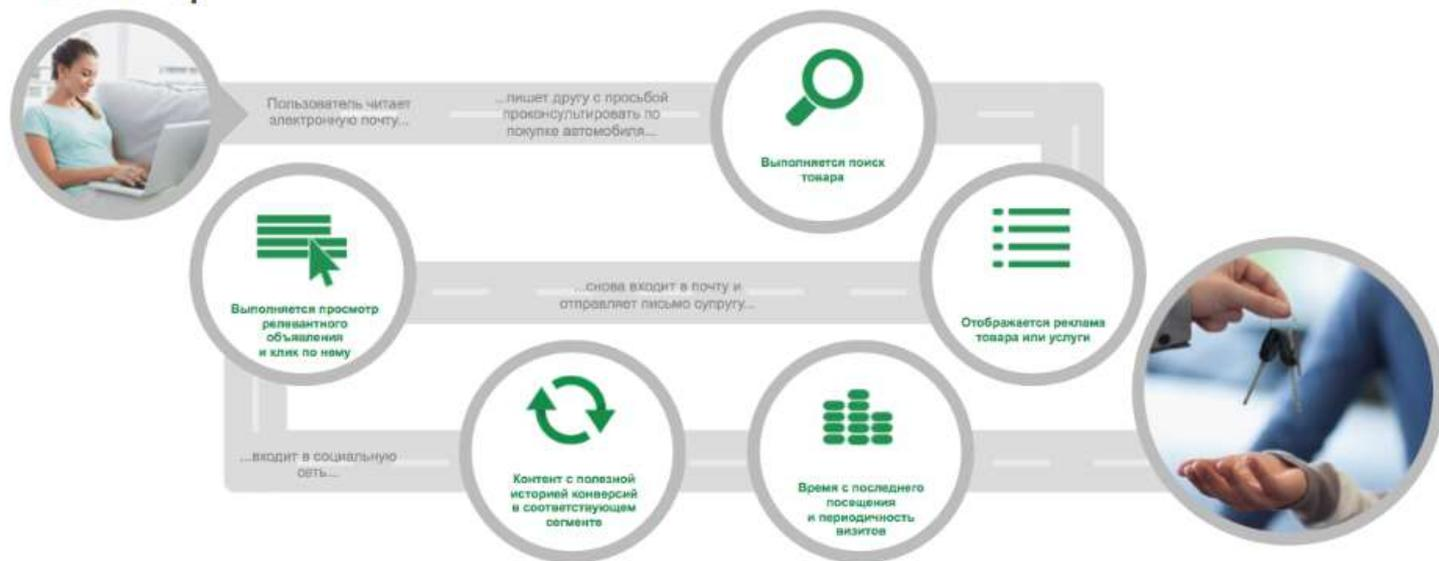 Пользователь читает
электронную почту...
...пишет другу с просьбой
проконсультировать по
покупке автомобиля...
Выполняется поиск
товара
Отображается реклама
товара или услуги
...снова входит в почту и
отправляет письмо супругу...
Выполняется просмотр
релевантного
объявления
и клик по нему
...входит в социальную
сеть...
Контент с полезной
историей конверсий
в соответствующем
сегменте
Время с последнего
посещения
и периодичность
визитов